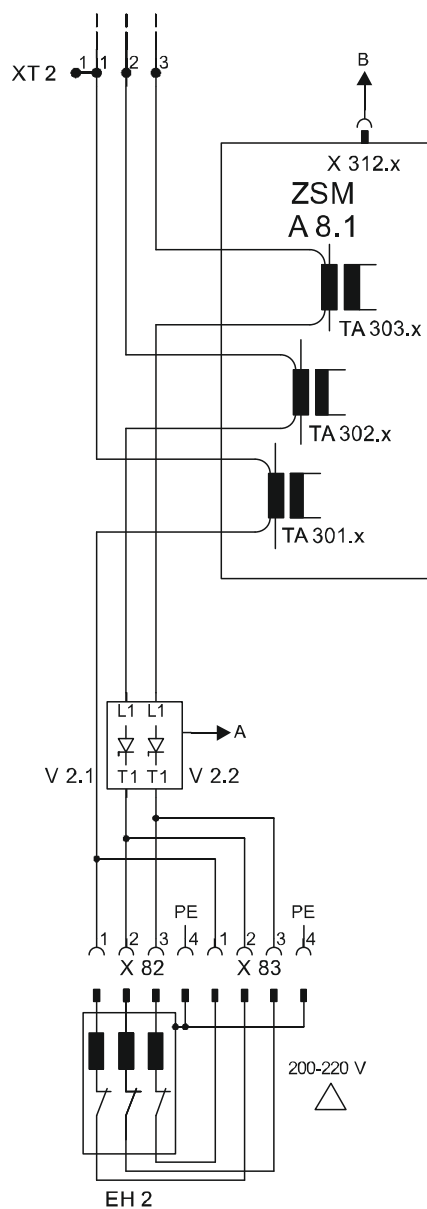 XT 2 1 1 2 3
B
X 312.x
ZSM
A 8.1
TA 303.x
TA 302.x
TA 301.x
L1 L1
A
V 2.1 T1 T1 V 2.2
PE PE
1 2 3 4 1 2 3 4
X 82 X 83
200-220 V
EH 2